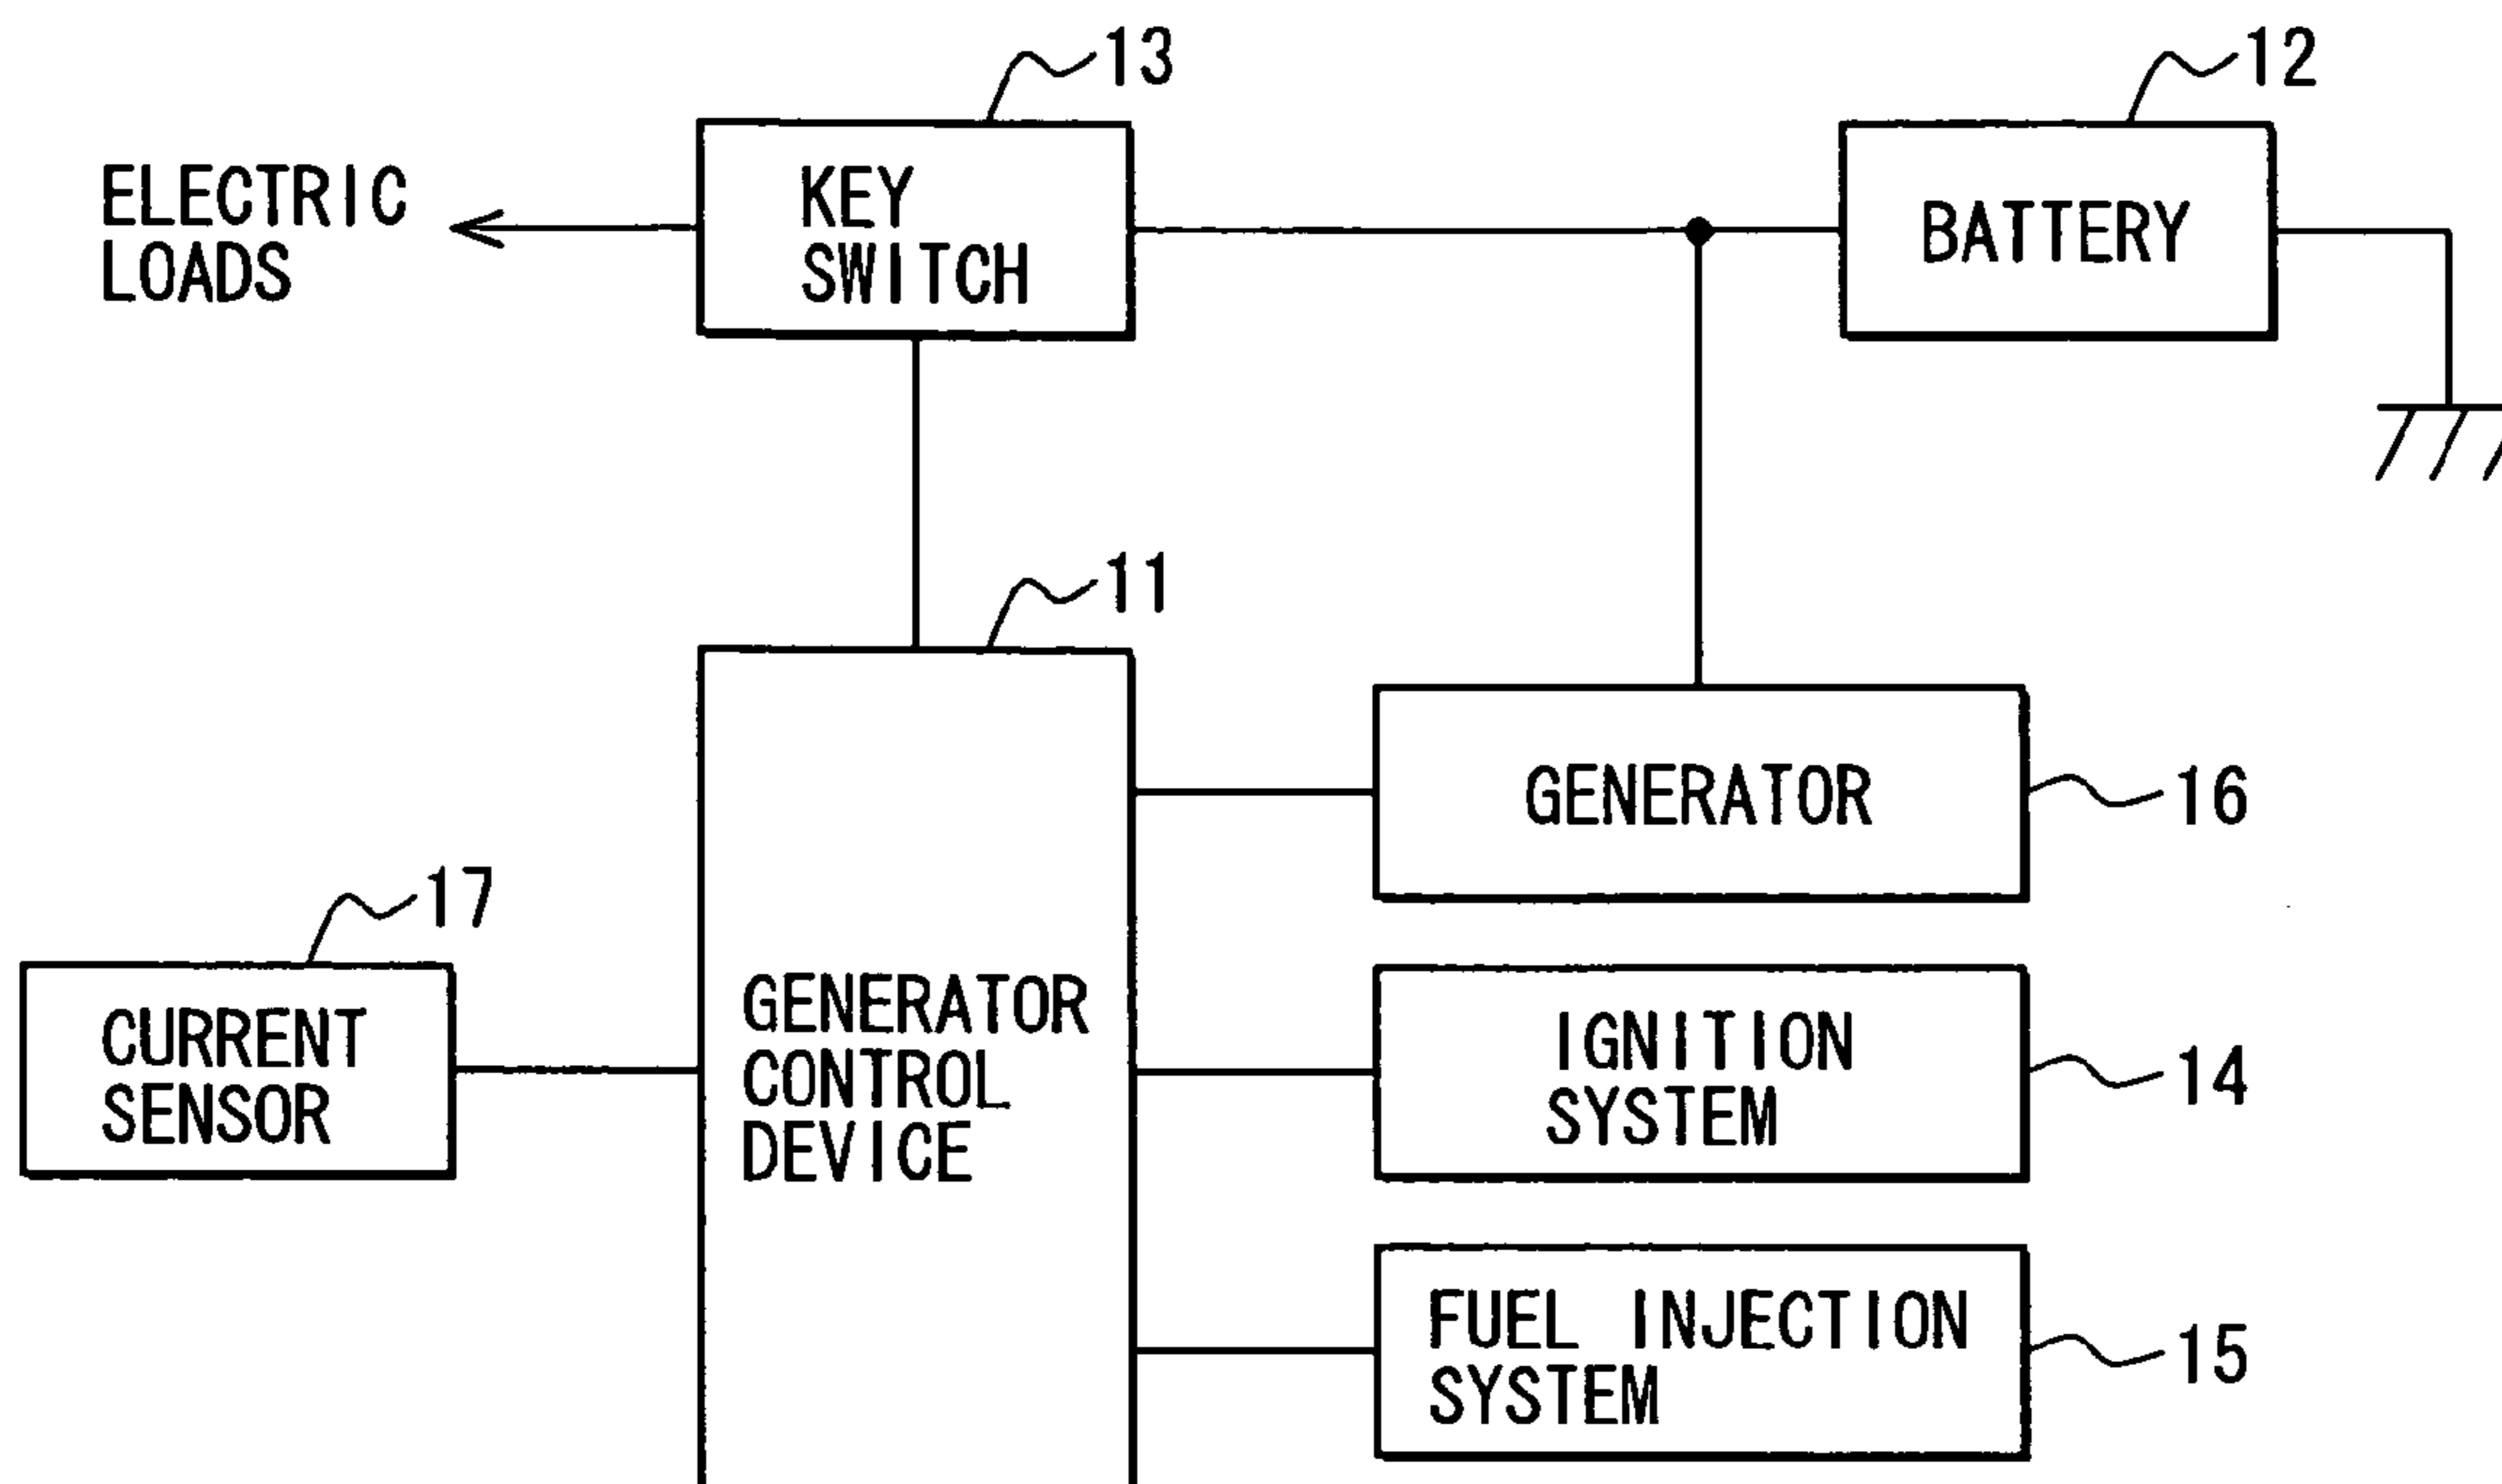 13
12
ELECTRIC
LOADS
KEY
SWITCH
BATTERY
11
GENERATOR
16
17
CURRENT
SENSOR
GENERATOR
CONTROL
DEVICE
IGNITION
SYSTEM
14
FUEL INJECTION
SYSTEM
15